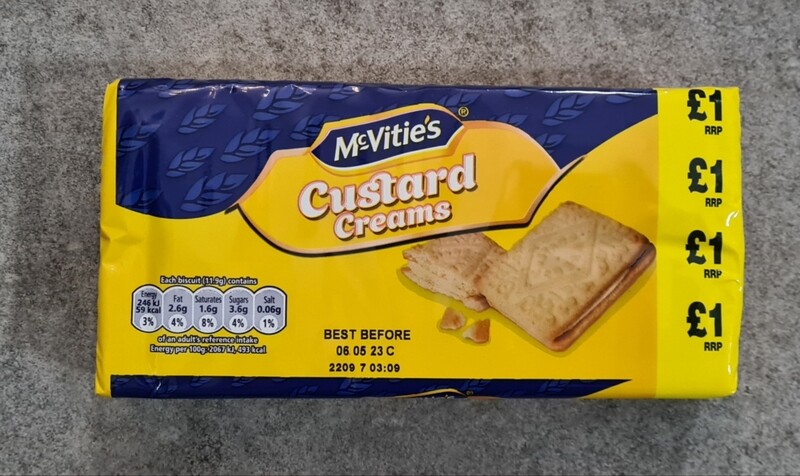 McVitie's ®
Custard
Creams
£1
RRP
£1
RRP
£1
RRP
£1
RRP
Each biscuit (11.9g) contains
Energy
246 kJ
59 kcal
3%
Fat
2.6g
4%
Saturates
1.6g
8%
Sugars
3.6g
4%
Salt
0.06g
1%
of an adult's reference intake
Energy per 100g: 2067 kJ, 493 kcal
BEST BEFORE
06 05 23 C
2209 7 03:09